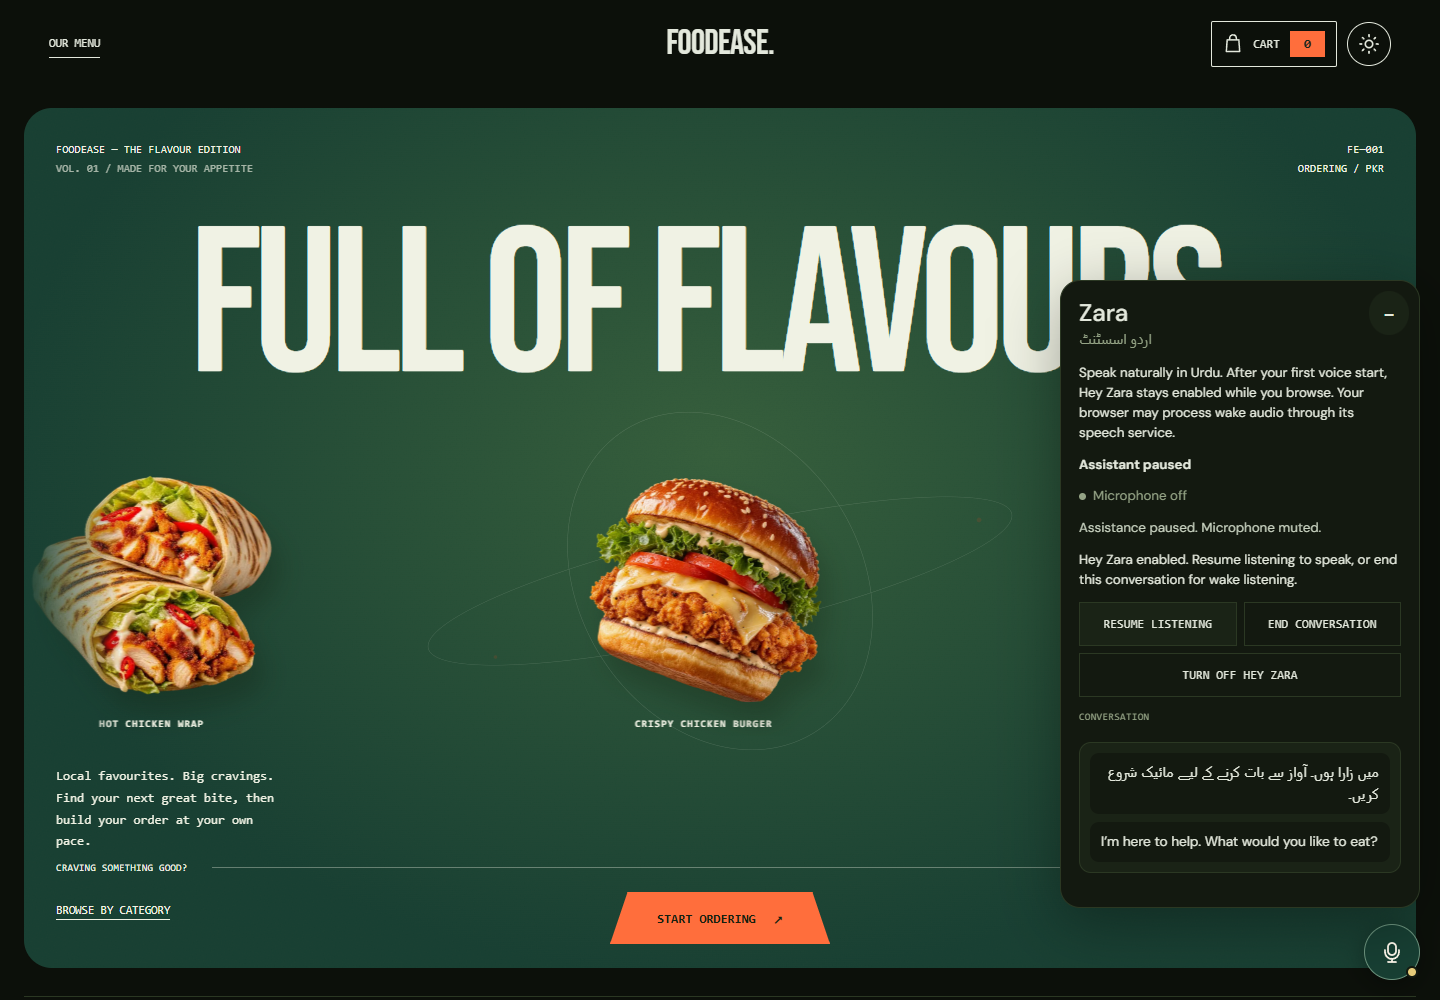 OUR MENU
FOODEASE.
CART 0
FOODEASE — THE FLAVOUR EDITION
VOL. 01 / MADE FOR YOUR APPETITE
FE—001
ORDERING / PKR
FULL OF FLAVOURS
Zara
اردو اسسٹنٹ
Speak naturally in Urdu. After your first voice start,
Hey Zara stays enabled while you browse. Your
browser may process wake audio through its
speech service.
Assistant paused
Microphone off
Assistance paused. Microphone muted.
Hey Zara enabled. Resume listening to speak, or end
this conversation for wake listening.
RESUME LISTENING
END CONVERSATION
TURN OFF HEY ZARA
CONVERSATION
میں زارا ہوں۔ آواز سے بات کرنے کے لیے مائیک شروع
کریں۔
I'm here to help. What would you like to eat?
HOT CHICKEN WRAP
CRISPY CHICKEN BURGER
Local favourites. Big cravings.
Find your next great bite, then
build your order at your own
pace.
CRAVING SOMETHING GOOD?
BROWSE BY CATEGORY
START ORDERING ↗